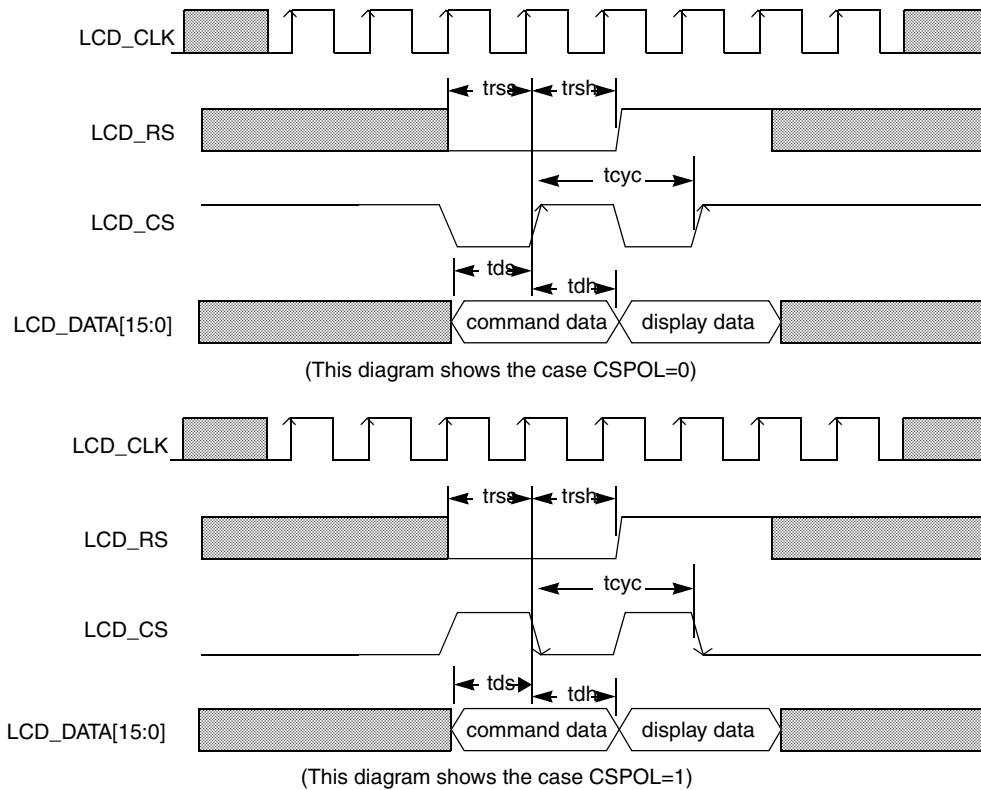 LCD_CLK
trss trsh
LCD_RS
tcyc
LCD_CS
tds
tdh
LCD_DATA[15:0] command data display data
(This diagram shows the case CSPOL=0)
LCD_CLK
trss trsh
LCD_RS
tcyc
LCD_CS
tds
tdh
LCD_DATA[15:0] command data display data
(This diagram shows the case CSPOL=1)